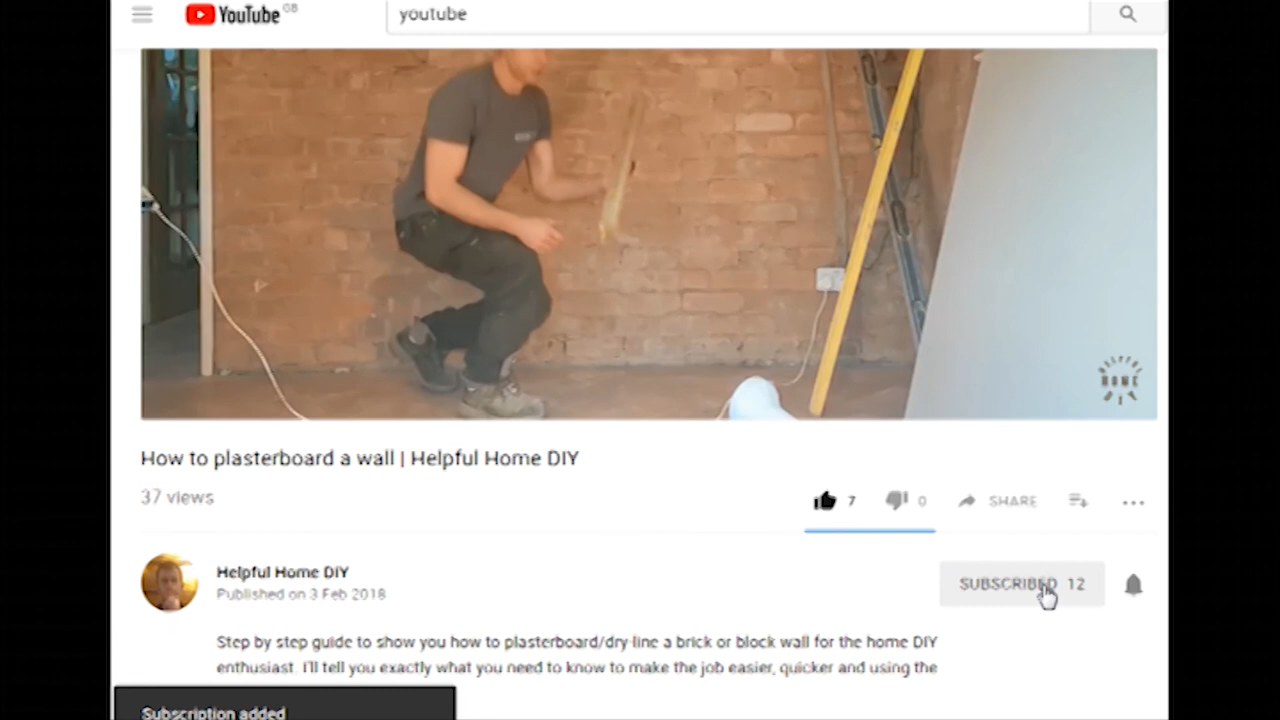 YouTube GB
youtube
HELPFUL
HOME
How to plasterboard a wall | Helpful Home DIY
37 views
7
0
SHARE
Helpful Home DIY
Published on 3 Feb 2018
SUBSCRIBED 12
Step by step guide to show you how to plasterboard/dry-line a brick or block wall for the home DIY
enthusiast. I'll tell you exactly what you need to know to make the job easier, quicker and using the
Subscription added